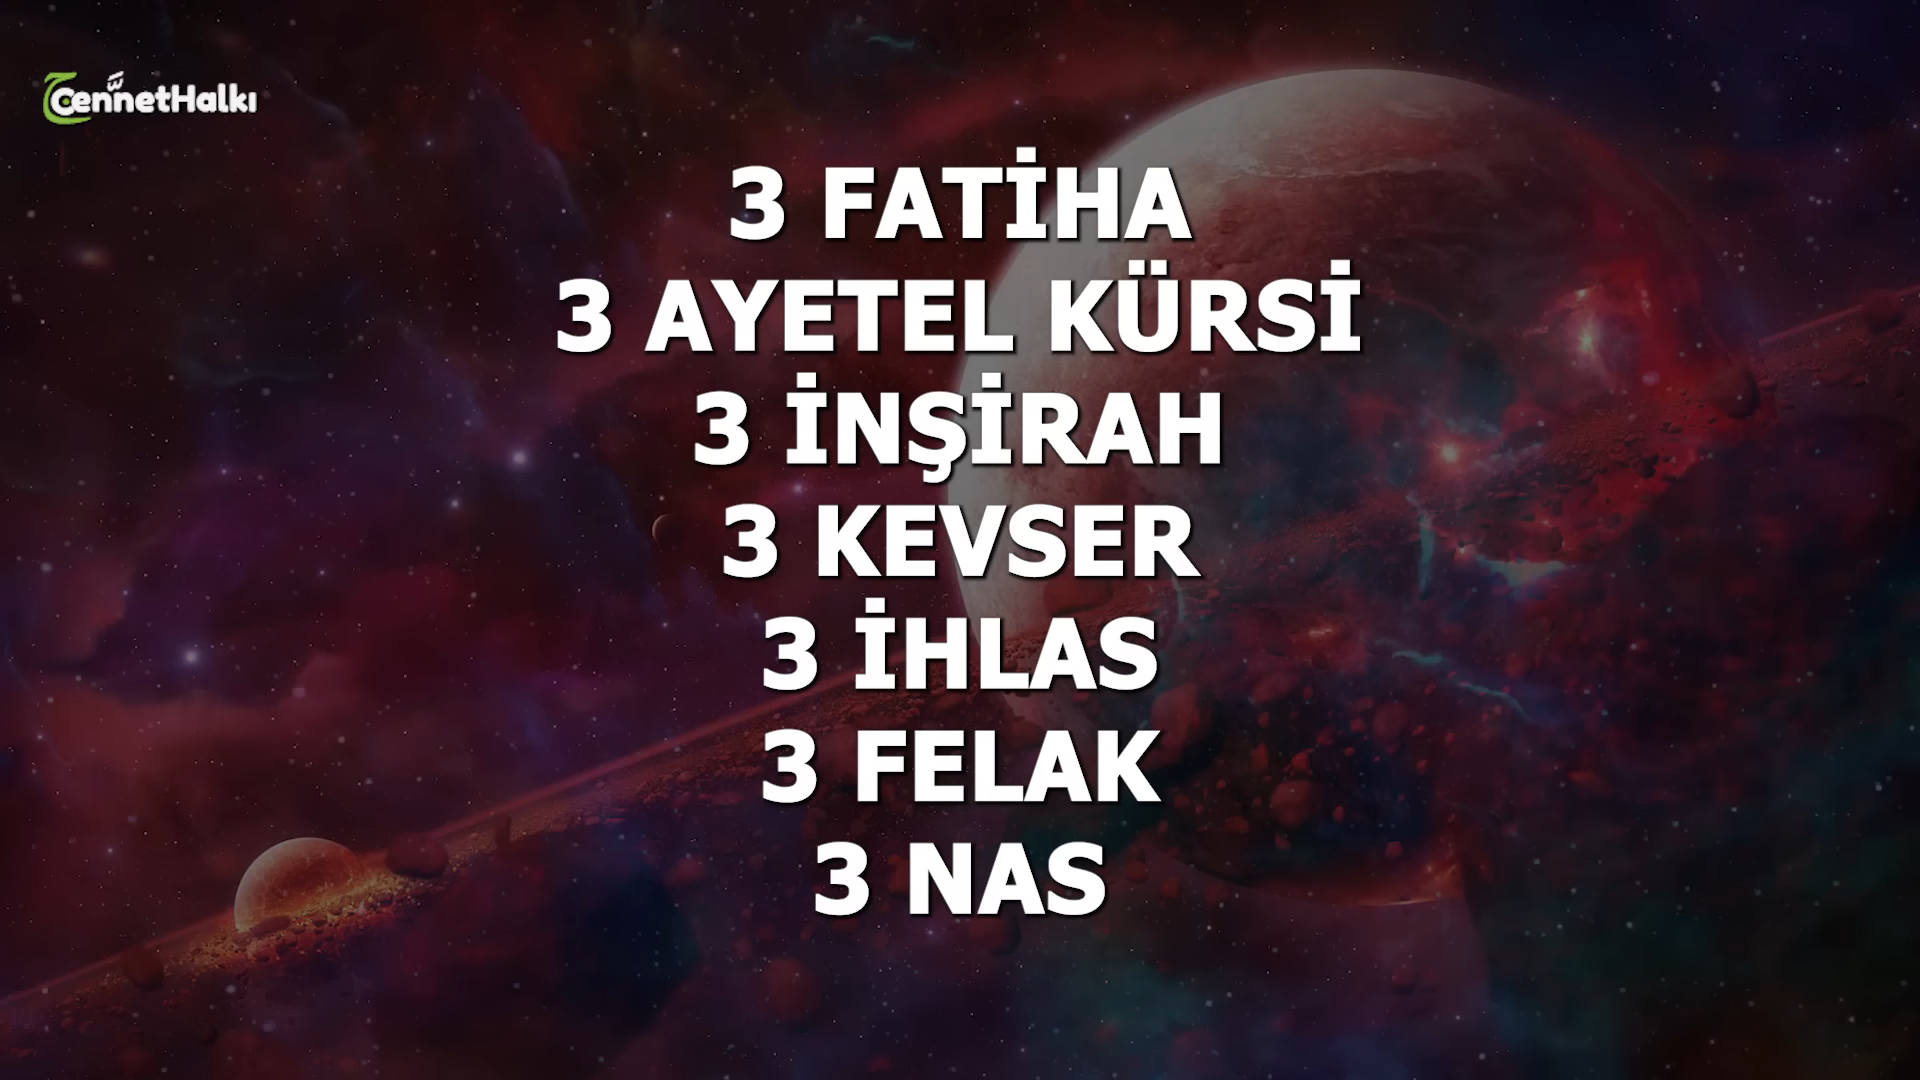 CennetHalkı
3 FATİHA
3 AYETEL KÜRSİ
3 İNŞİRAH
3 KEVSER
3 İHLAS
3 FELAK
3 NAS